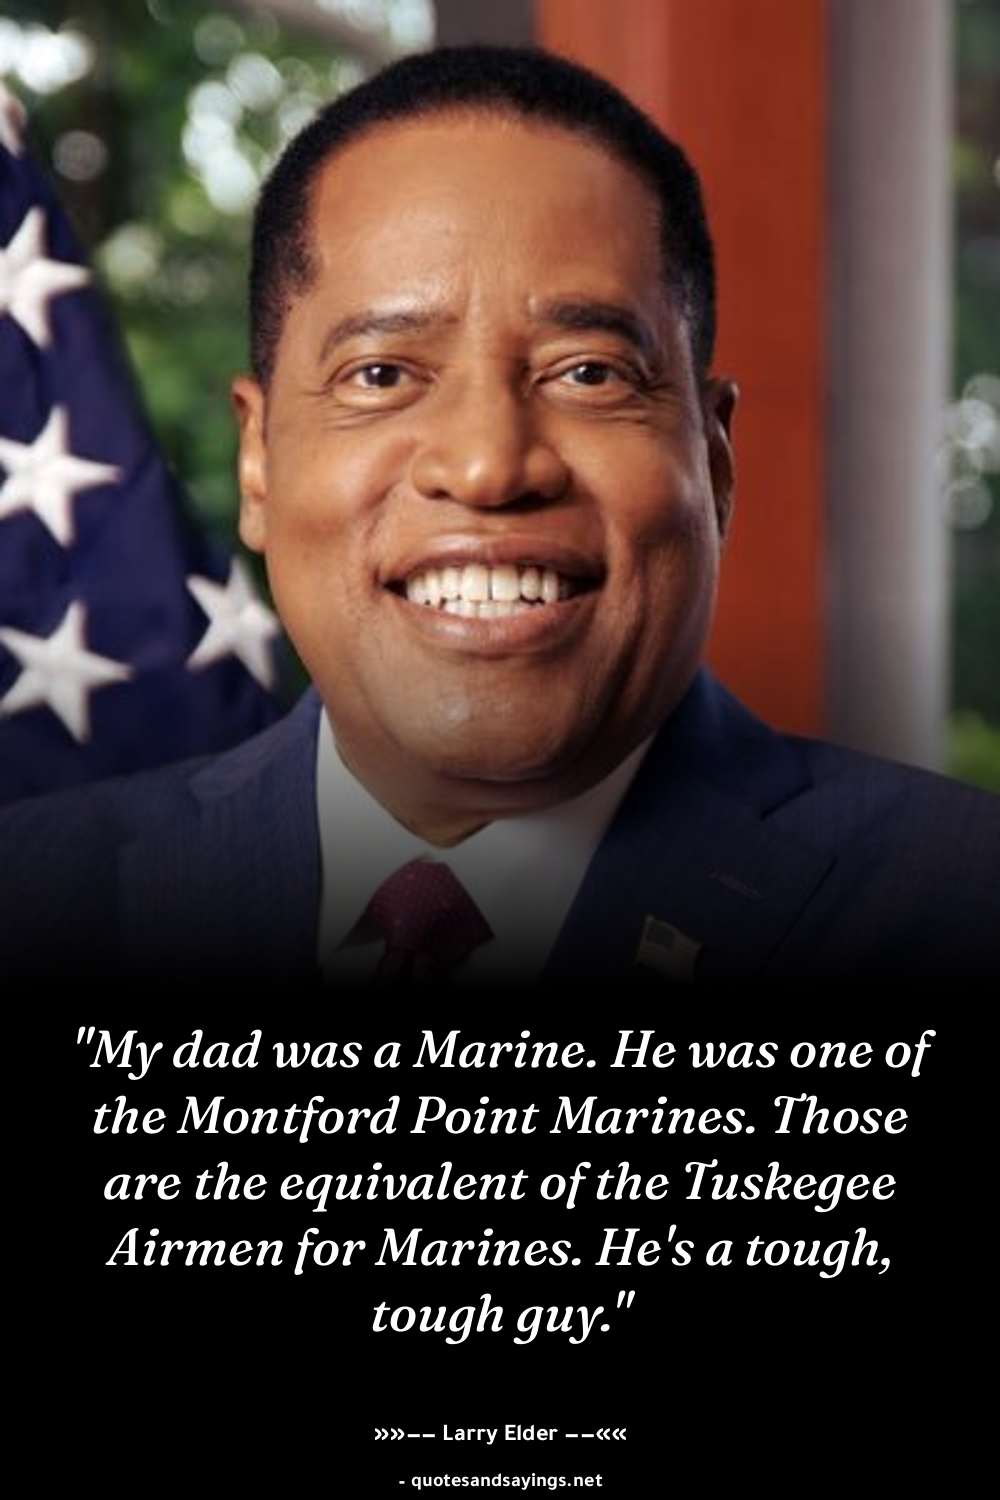 "My dad was a Marine. He was one of
the Montford Point Marines. Those
are the equivalent of the Tuskegee
Airmen for Marines. He's a tough,
tough guy."
»»–– Larry Elder ––««
- quotesandsayings.net